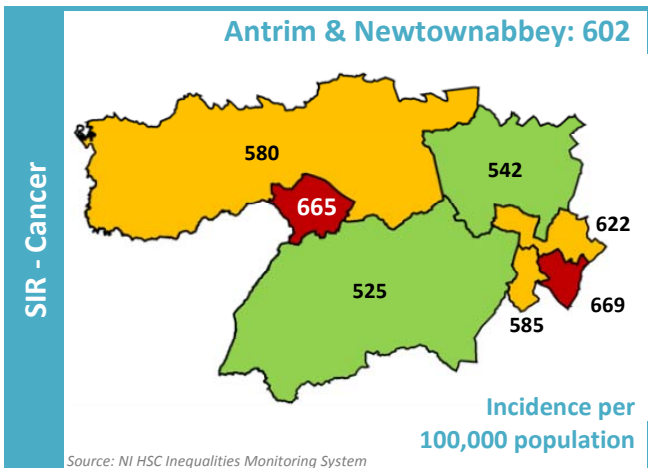 Antrim & Newtownabbey: 602
SIR - Cancer
580
542
665
622
525
669
585
Incidence per
100,000 population
Source: NI HSC Inequalities Monitoring System